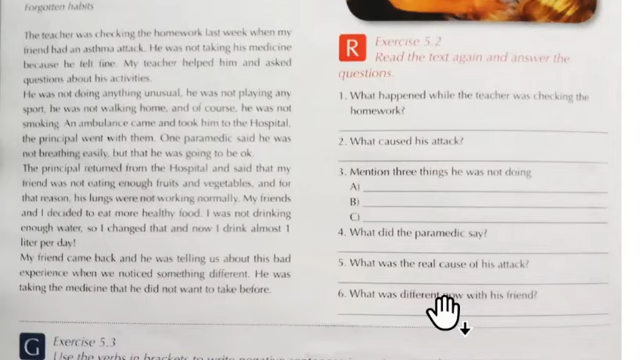 Forgotten habits
The teacher was checking the homework last week when my
friend had an asthma attack. He was not taking his medicine
because he felt fine. My teacher helped him and asked
questions about his activities.
He was not doing anything unusual, he was not playing any
sport, he was not walking home, and of course, he was not
smoking. An ambulance came and took him to the Hospital,
the principal went with them. One paramedic said he was
not breathing easily, but that he was going to be ok.
The principal returned from the Hospital and said that my
friend was not eating enough fruits and vegetables, and for
that reason, his lungs were not working normally. My friends
and I decided to eat more healthy food. I was not drinking
enough water, so I changed that and now I drink almost 1
liter per day!
My friend came back and he was telling us about this bad
experience when we noticed something different. He was
taking the medicine that he did not want to take before.
G
Exercise 5.3
Use the verbs in brackets to write negative
R
Exercise 5.2
Read the text again and answer the
questions.
1. What happened while the teacher was checking the
homework?
2. What caused his attack?
3. Mention three things he was not doing
A)
B)
C)
4. What did the paramedic say?
5. What was the real cause of his attack?
6. What was different now with his friend?